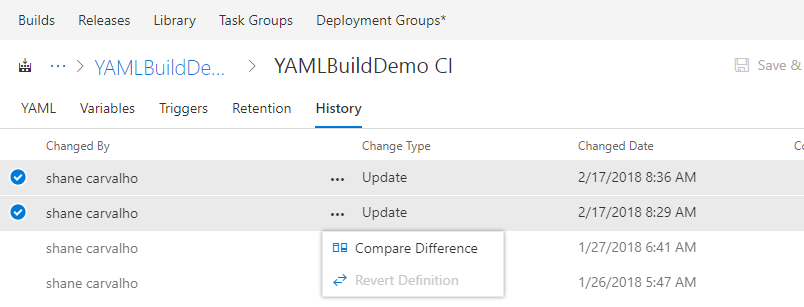 Builds Releases Library Task Groups Deployment Groups*
··· > YAMLBuildDe... > YAMLBuildDemo CI Save &
YAML Variables Triggers Retention History
Changed By Change Type Changed Date Co
shane carvalho ··· Update 2/17/2018 8:36 AM
shane carvalho ··· Update 2/17/2018 8:29 AM
shane carvalho Compare Difference 1/27/2018 6:41 AM
shane carvalho Revert Definition 1/26/2018 5:47 AM